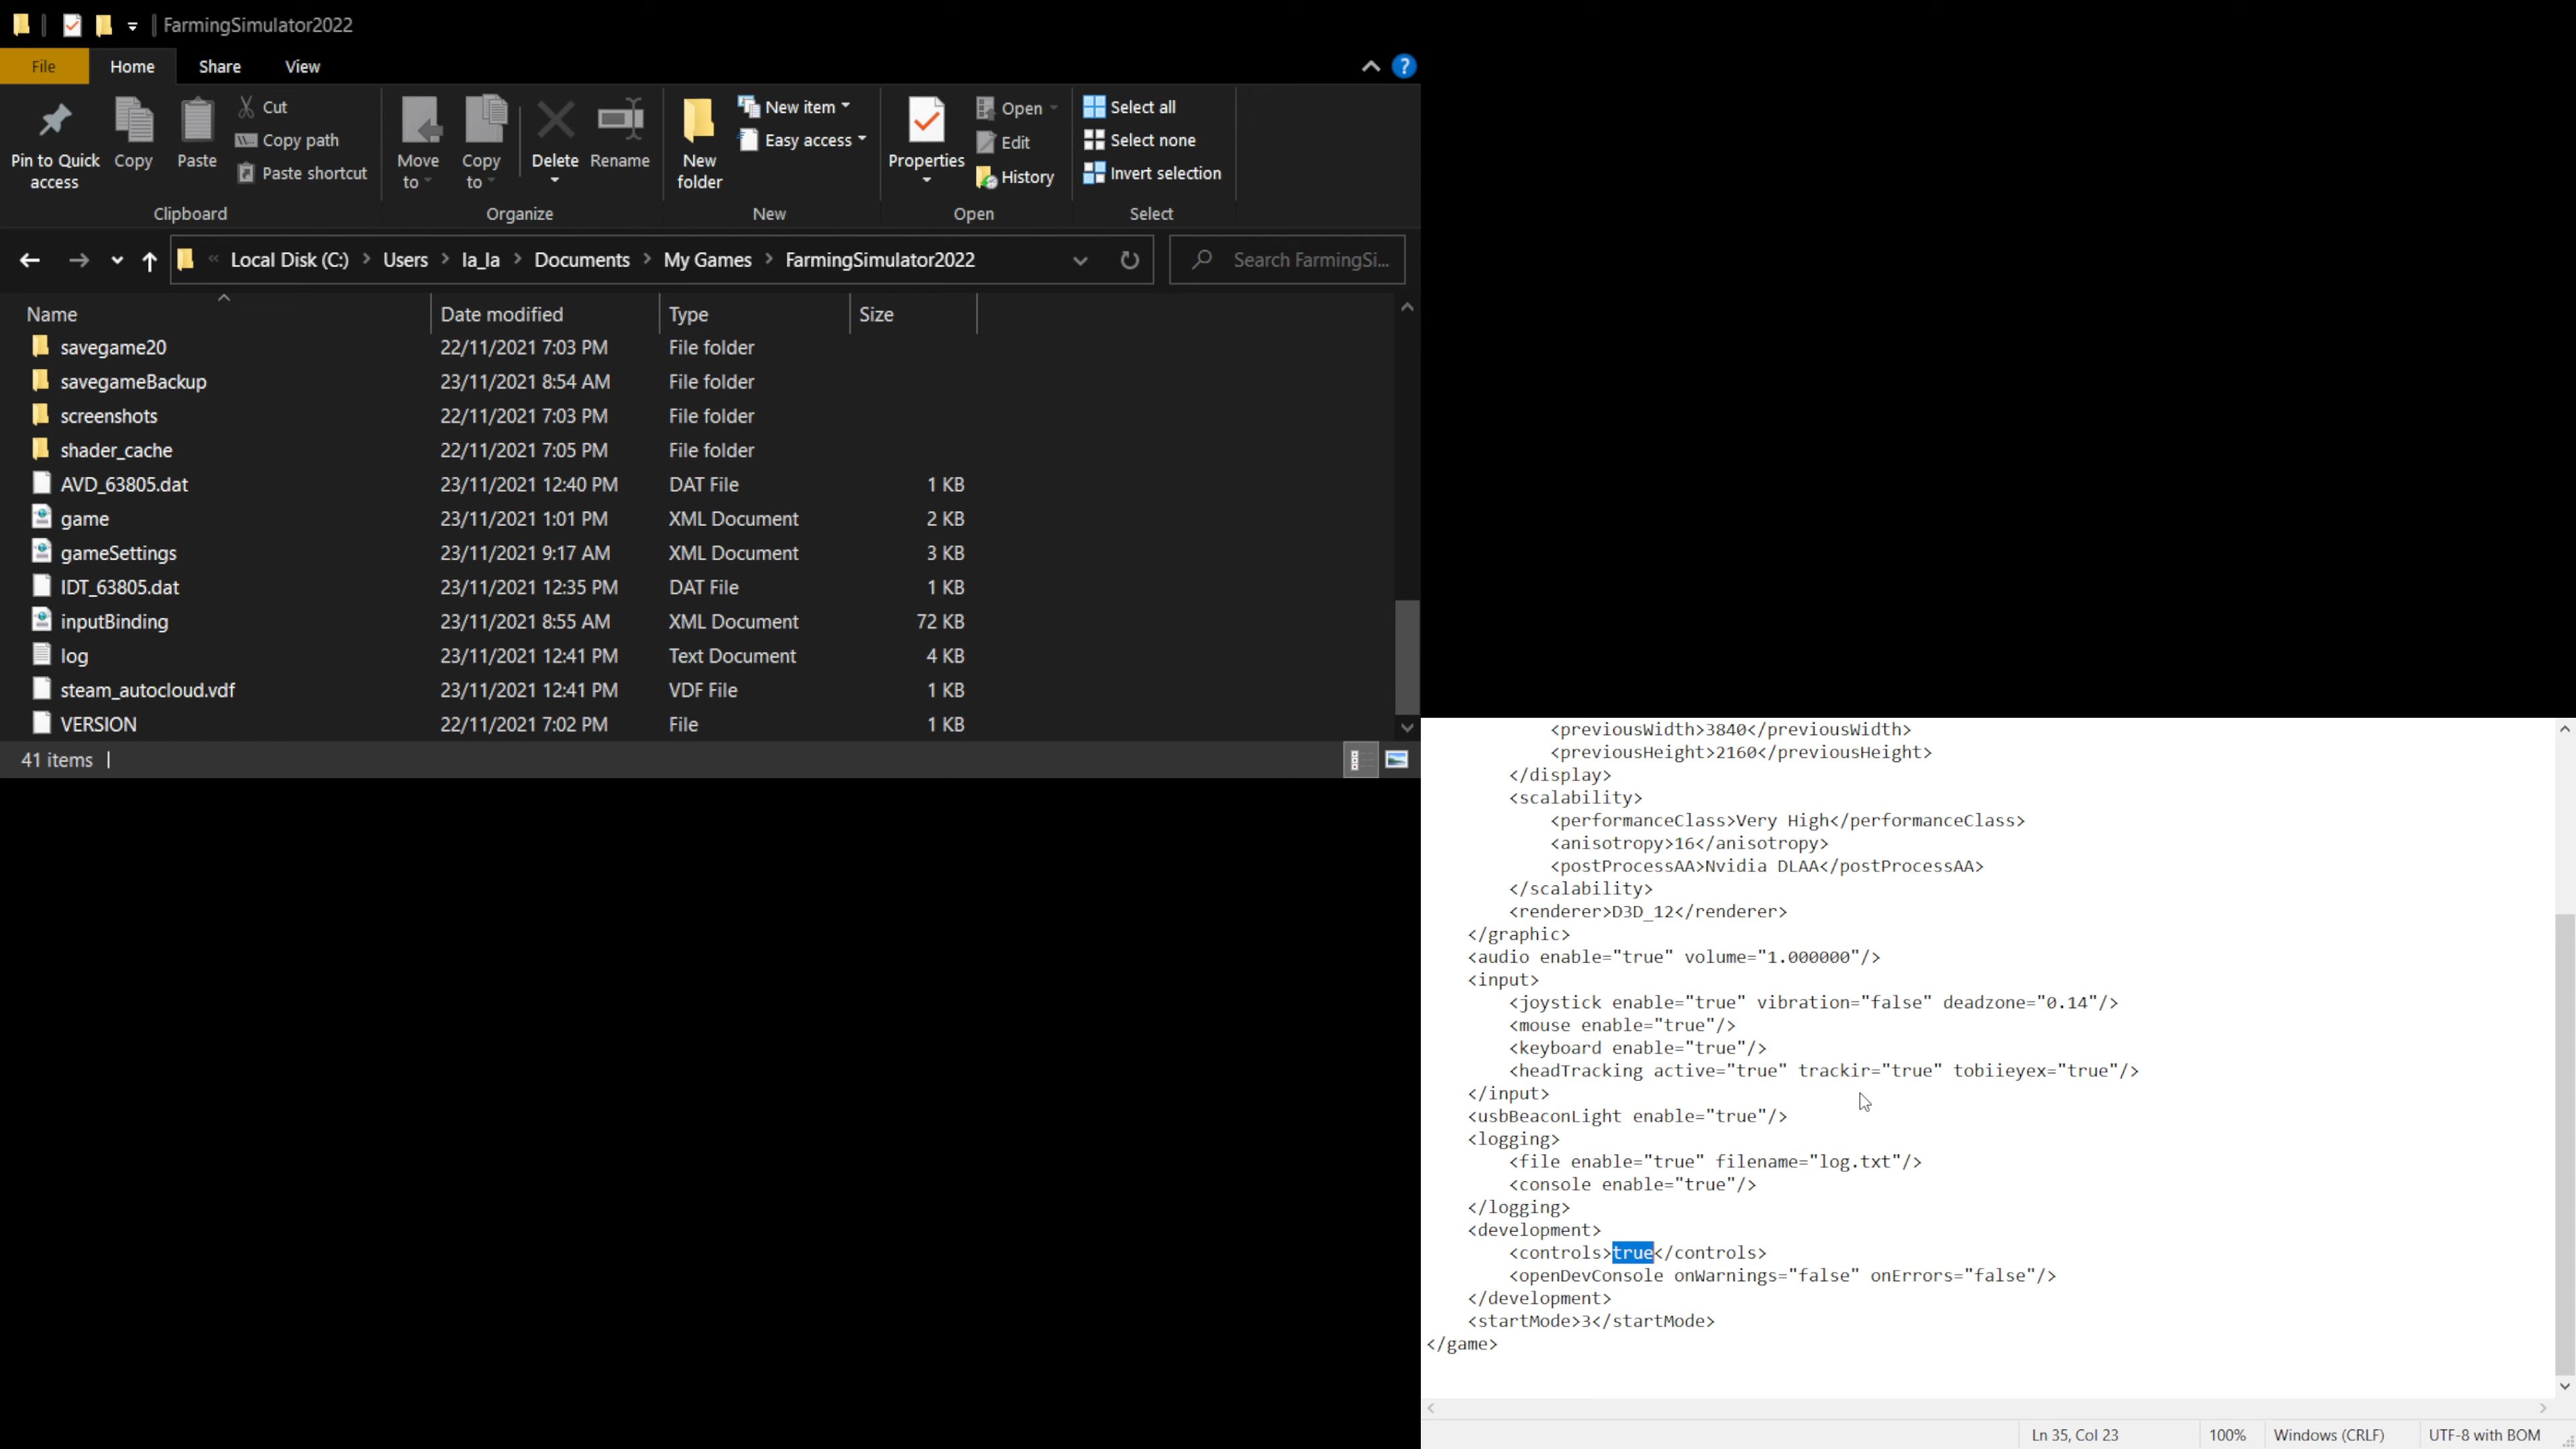 FarmingSimulator2022
File Home Share View
Pin to Quick access
Copy
Paste
Cut
Copy path
Paste shortcut
Clipboard
Move to
Copy to
Delete
Rename
Organize
New folder
New item
Easy access
New
Properties
Open
Edit
History
Open
Select all
Select none
Invert selection
Select
« Local Disk (C:) > Users > la_la > Documents > My Games > FarmingSimulator2022
Search FarmingSi...
Name Date modified Type Size
savegame20 22/11/2021 7:03 PM File folder
savegameBackup 23/11/2021 8:54 AM File folder
screenshots 22/11/2021 7:03 PM File folder
shader_cache 22/11/2021 7:05 PM File folder
AVD_63805.dat 23/11/2021 12:40 PM DAT File 1 KB
game 23/11/2021 1:01 PM XML Document 2 KB
gameSettings 23/11/2021 9:17 AM XML Document 3 KB
IDT_63805.dat 23/11/2021 12:35 PM DAT File 1 KB
inputBinding 23/11/2021 8:55 AM XML Document 72 KB
log 23/11/2021 12:41 PM Text Document 4 KB
steam_autocloud.vdf 23/11/2021 12:41 PM VDF File 1 KB
VERSION 22/11/2021 7:02 PM File 1 KB
41 items
<previousWidth>3840</previousWidth>
<previousHeight>2160</previousHeight>
</display>
<scalability>
<performanceClass>Very High</performanceClass>
<anisotropy>16</anisotropy>
<postProcessAA>Nvidia DLAA</postProcessAA>
</scalability>
<renderer>D3D_12</renderer>
</graphic>
<audio enable="true" volume="1.000000"/>
<input>
<joystick enable="true" vibration="false" deadzone="0.14"/>
<mouse enable="true"/>
<keyboard enable="true"/>
<headTracking active="true" trackir="true" tobiieyex="true"/>
</input>
<usbBeaconLight enable="true"/>
<logging>
<file enable="true" filename="log.txt"/>
<console enable="true"/>
</logging>
<development>
<controls>true</controls>
<openDevConsole onWarnings="false" onErrors="false"/>
</development>
<startMode>3</startMode>
</game>
Ln 35, Col 23 100% Windows (CRLF) UTF-8 with BOM